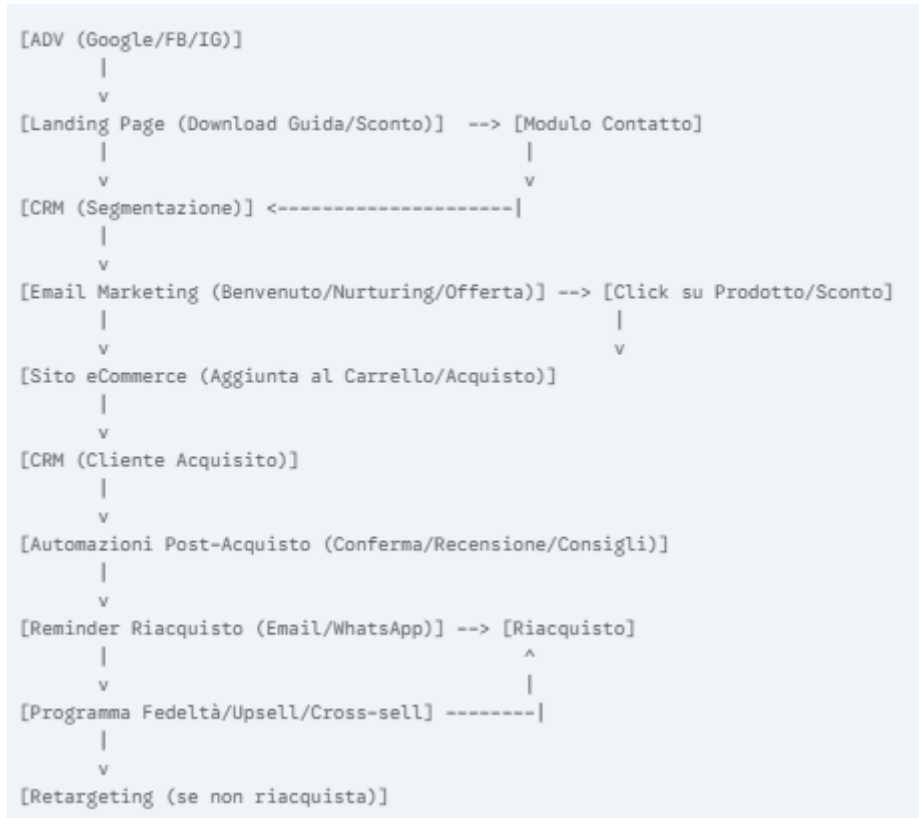 [ADV (Google/FB/IG)]
|
v
[Landing Page (Download Guida/Sconto)] --> [Modulo Contatto]
| |
v v
[CRM (Segmentazione)] <---------------------|
|
v
[Email Marketing (Benvenuto/Nurturing/Offerta)] --> [Click su Prodotto/Sconto]
| |
v v
[Sito eCommerce (Aggiunta al Carrello/Acquisto)]
|
v
[CRM (Cliente Acquisito)]
|
v
[Automazioni Post-Acquisto (Conferma/Recensione/Consigli)]
|
v
[Reminder Riacquisto (Email/WhatsApp)] --> [Riacquisto]
| ^
v |
[Programma Fedeltà/Upsell/Cross-sell] --------|
|
v
[Retargeting (se non riacquista)]